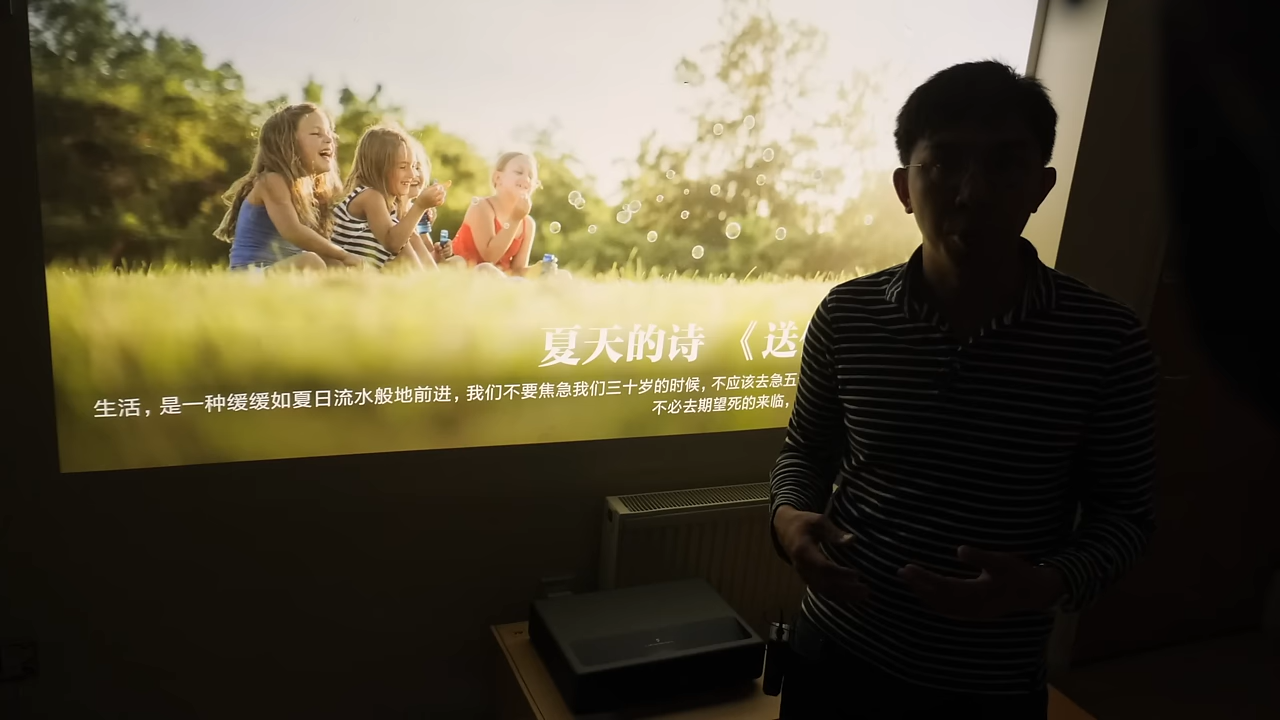 夏天的诗 《送
生活，是一种缓缓如夏日流水般地前进，我们不要焦急我们三十岁的时候，不应该去急五
不必去期望死的来临，